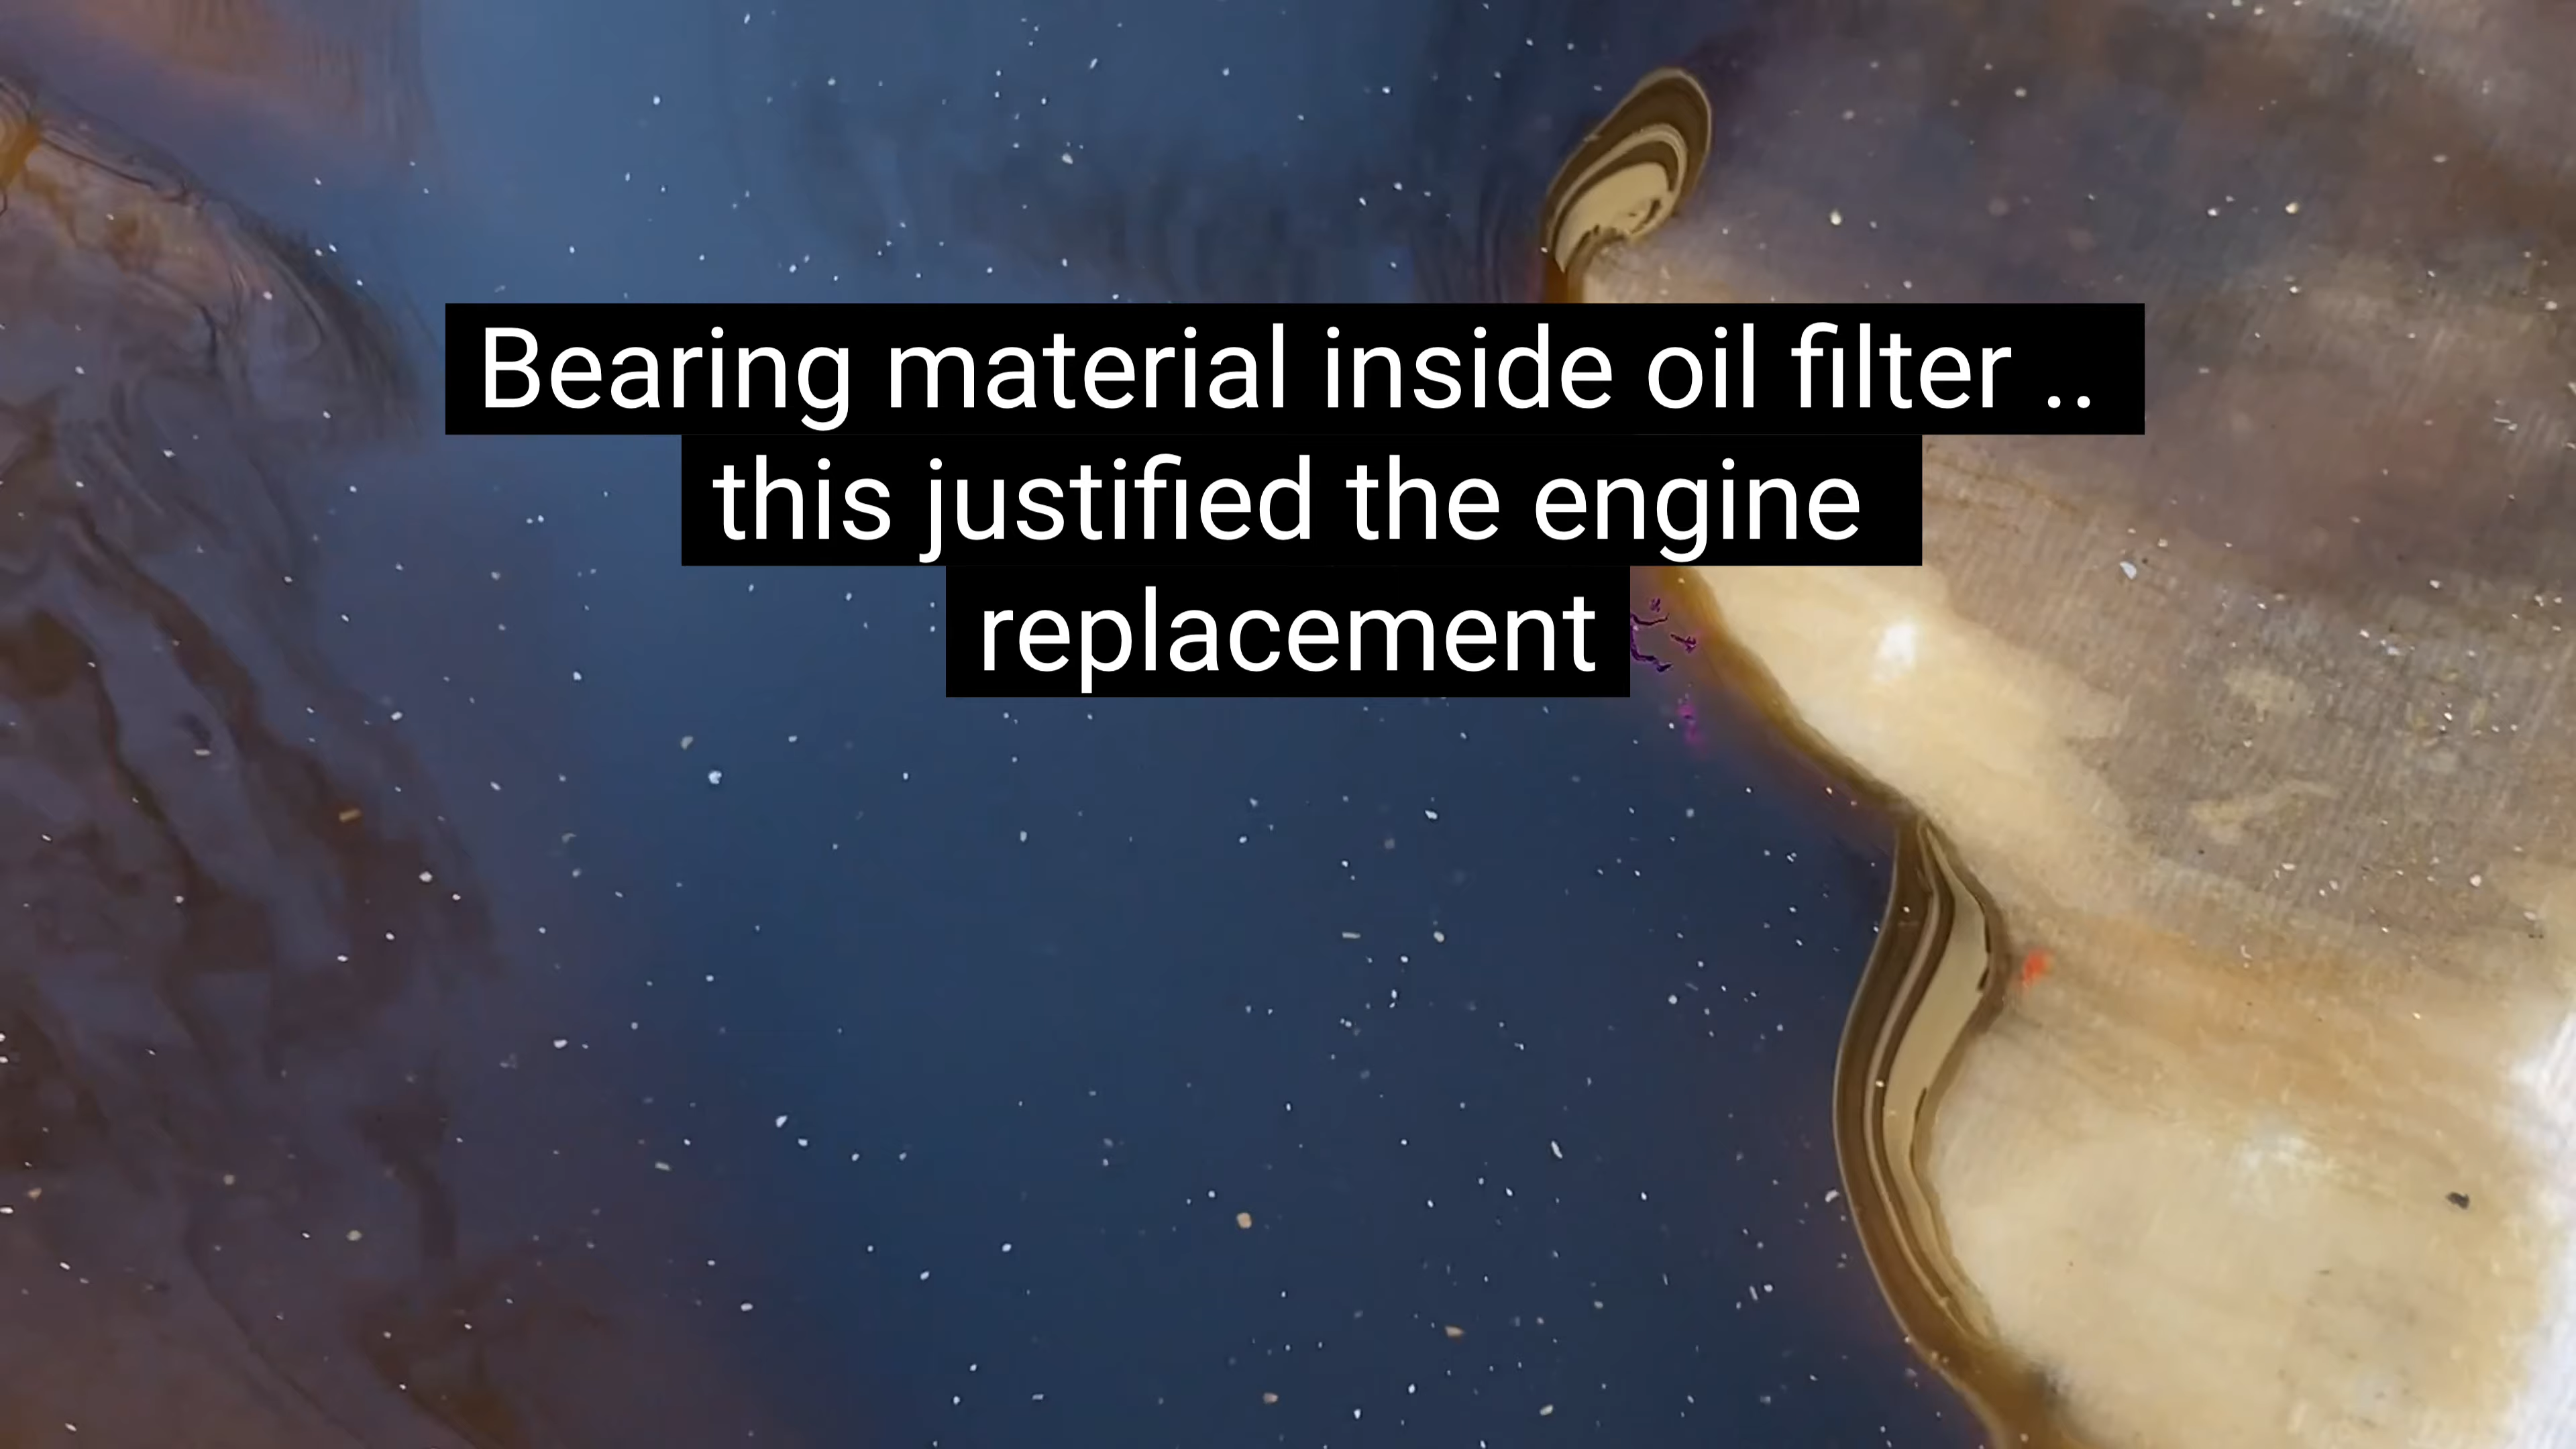 Bearing material inside oil filter ..
this justified the engine
replacement